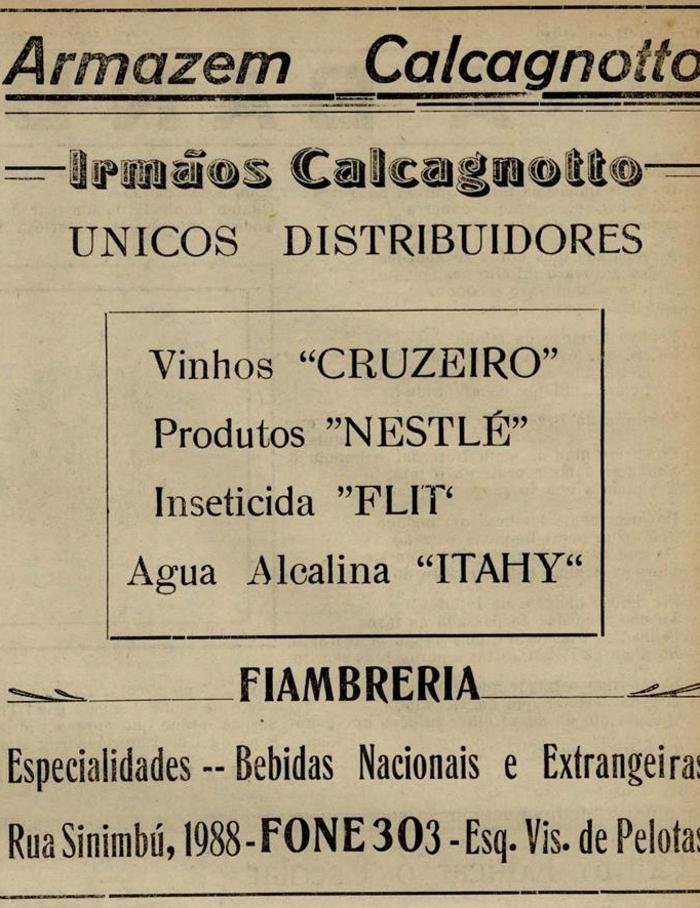 Armazem Calcagnotto
Irmãos Calcagnotto
UNICOS DISTRIBUIDORES
Vinhos “CRUZEIRO”
Produtos ”NESTLÉ”
Inseticida ”FLIT‘
Agua Alcalina “ITAHY“
FIAMBRERIA
Especialidades -- Bebidas Nacionais e Extrangeiras
Rua Sinimbú, 1988 - FONE 303 - Esq. Vis. de Pelotas